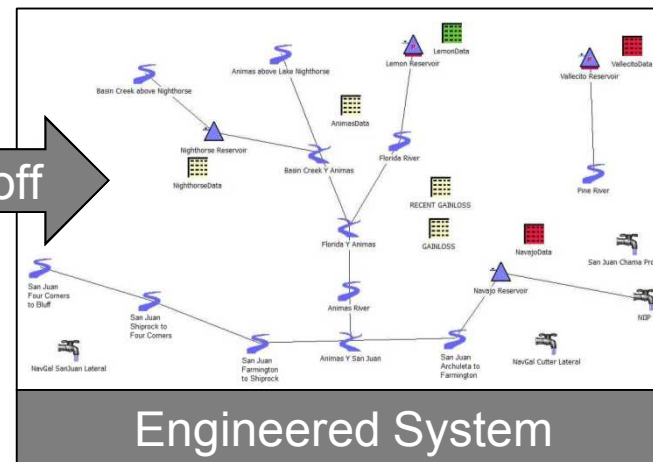 off
Basin Creek above Nighthorse
Animas above Lake Nighthorse
Lemon Reservoir
LemonData
Vallecito Reservoir
VallecitoData
AnimasData
Nighthorse Reservoir
NighthorseData
Basin Creek Y Animas
Florida River
Pine River
RECENT GAINLOSS
GAINLOSS
Florida Y Animas
NavajoData
San Juan Chama Pro
Navajo Reservoir
NIIP
San Juan
Four Corners
to Bluff
San Juan
Shiprock to
Four Corners
Animas River
NavGal SanJuan Lateral
San Juan
Farmington
to Shiprock
Animas Y San Juan
San Juan
Archuleta to
Farmington
NavGal Cutter Lateral
Engineered System